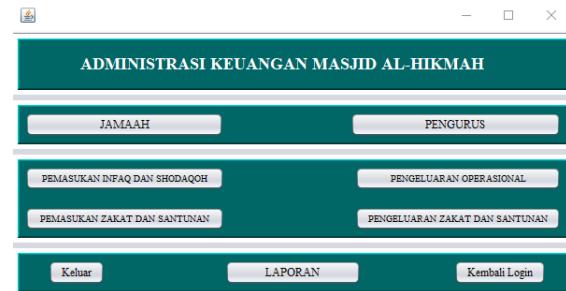 ADMINISTRASI KEUANGAN MASJID AL-HIKMAH
JAMAAH PENGURUS
PEMASUKAN INFAQ DAN SHODAQOH PENGELUARAN OPERASIONAL
PEMASUKAN ZAKAT DAN SANTUNAN PENGELUARAN ZAKAT DAN SANTUNAN
Keluar LAPORAN Kembali Login